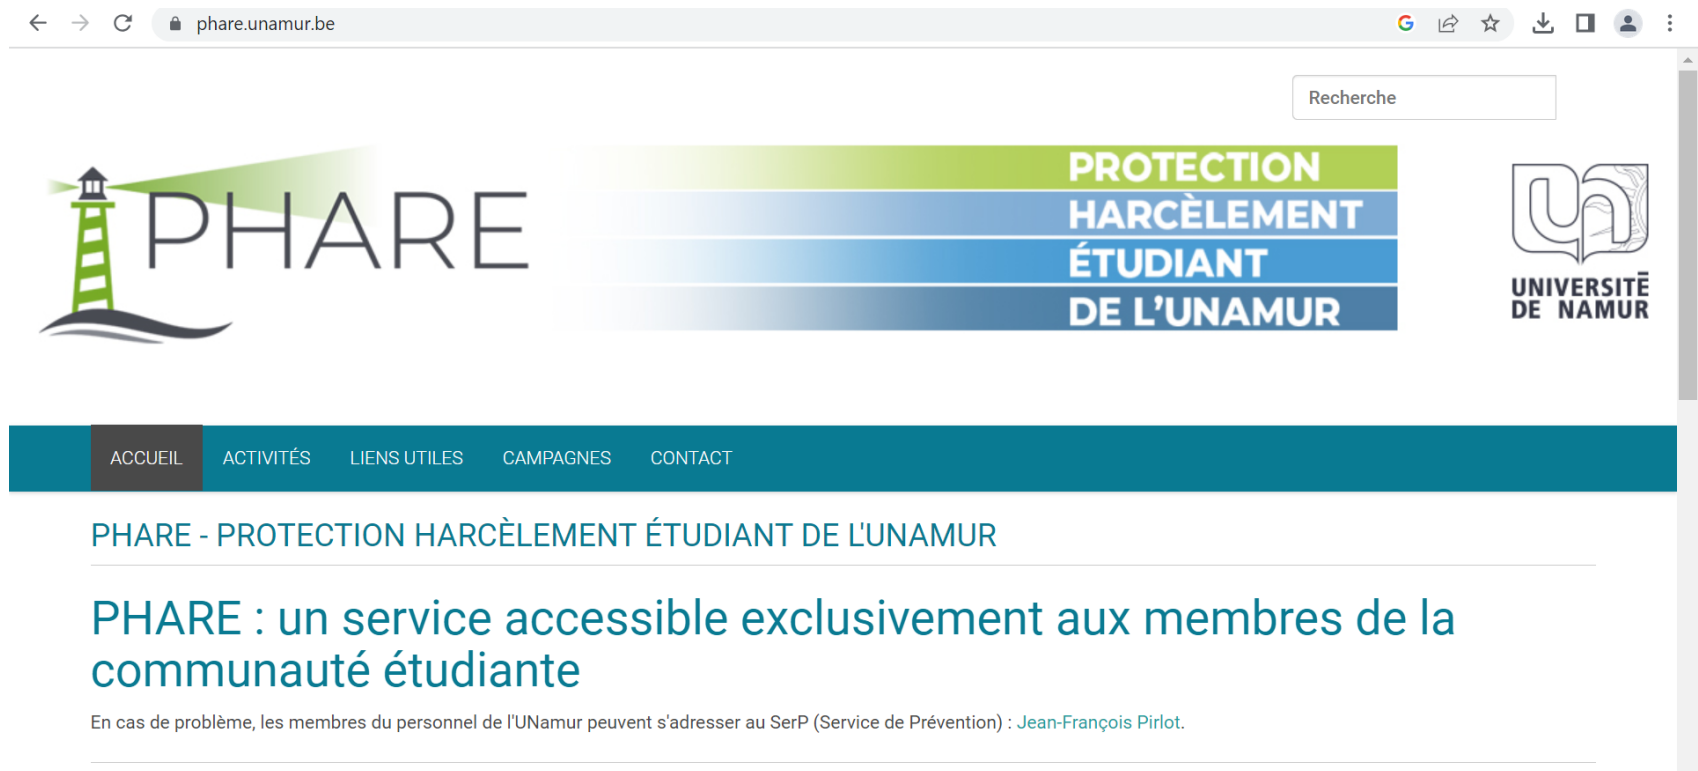 phare.unamur.be
Recherche
PHARE
PROTECTION
HARCÈLEMENT
ÉTUDIANT
DE L'UNAMUR
UNIVERSITÉ
DE NAMUR
ACCUEIL ACTIVITÉS LIENS UTILES CAMPAGNES CONTACT
PHARE - PROTECTION HARCÈLEMENT ÉTUDIANT DE L'UNAMUR
PHARE : un service accessible exclusivement aux membres de la
communauté étudiante
En cas de problème, les membres du personnel de l'UNamur peuvent s'adresser au SerP (Service de Prévention) : Jean-François Pirlot.